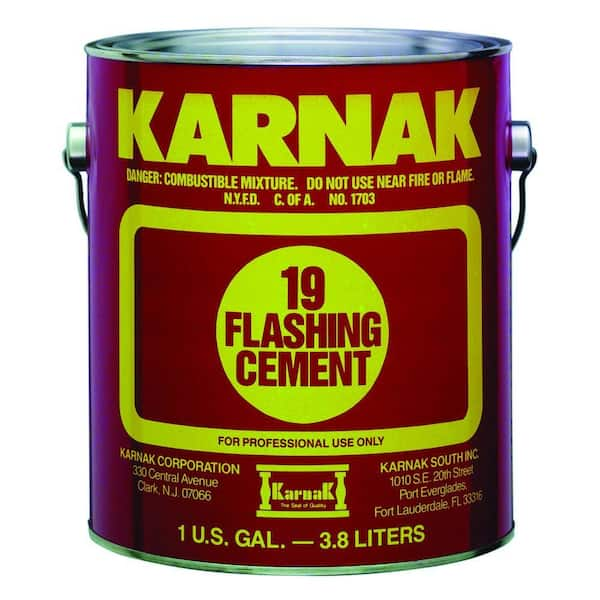 KARNAK
DANGER: COMBUSTIBLE MIXTURE. DO NOT USE NEAR FIRE OR FLAME.
N.Y.F.D. C. OF A. NO. 1703
19
FLASHING
CEMENT
FOR PROFESSIONAL USE ONLY
KARNAK CORPORATION
330 Central Avenue
Clark, N.J. 07066
KarnaK
The Seal of Quality
KARNAK SOUTH INC.
1010 S.E. 20th Street
Port Everglades,
Fort Lauderdale, FL 33316
1 U.S. GAL. — 3.8 LITERS